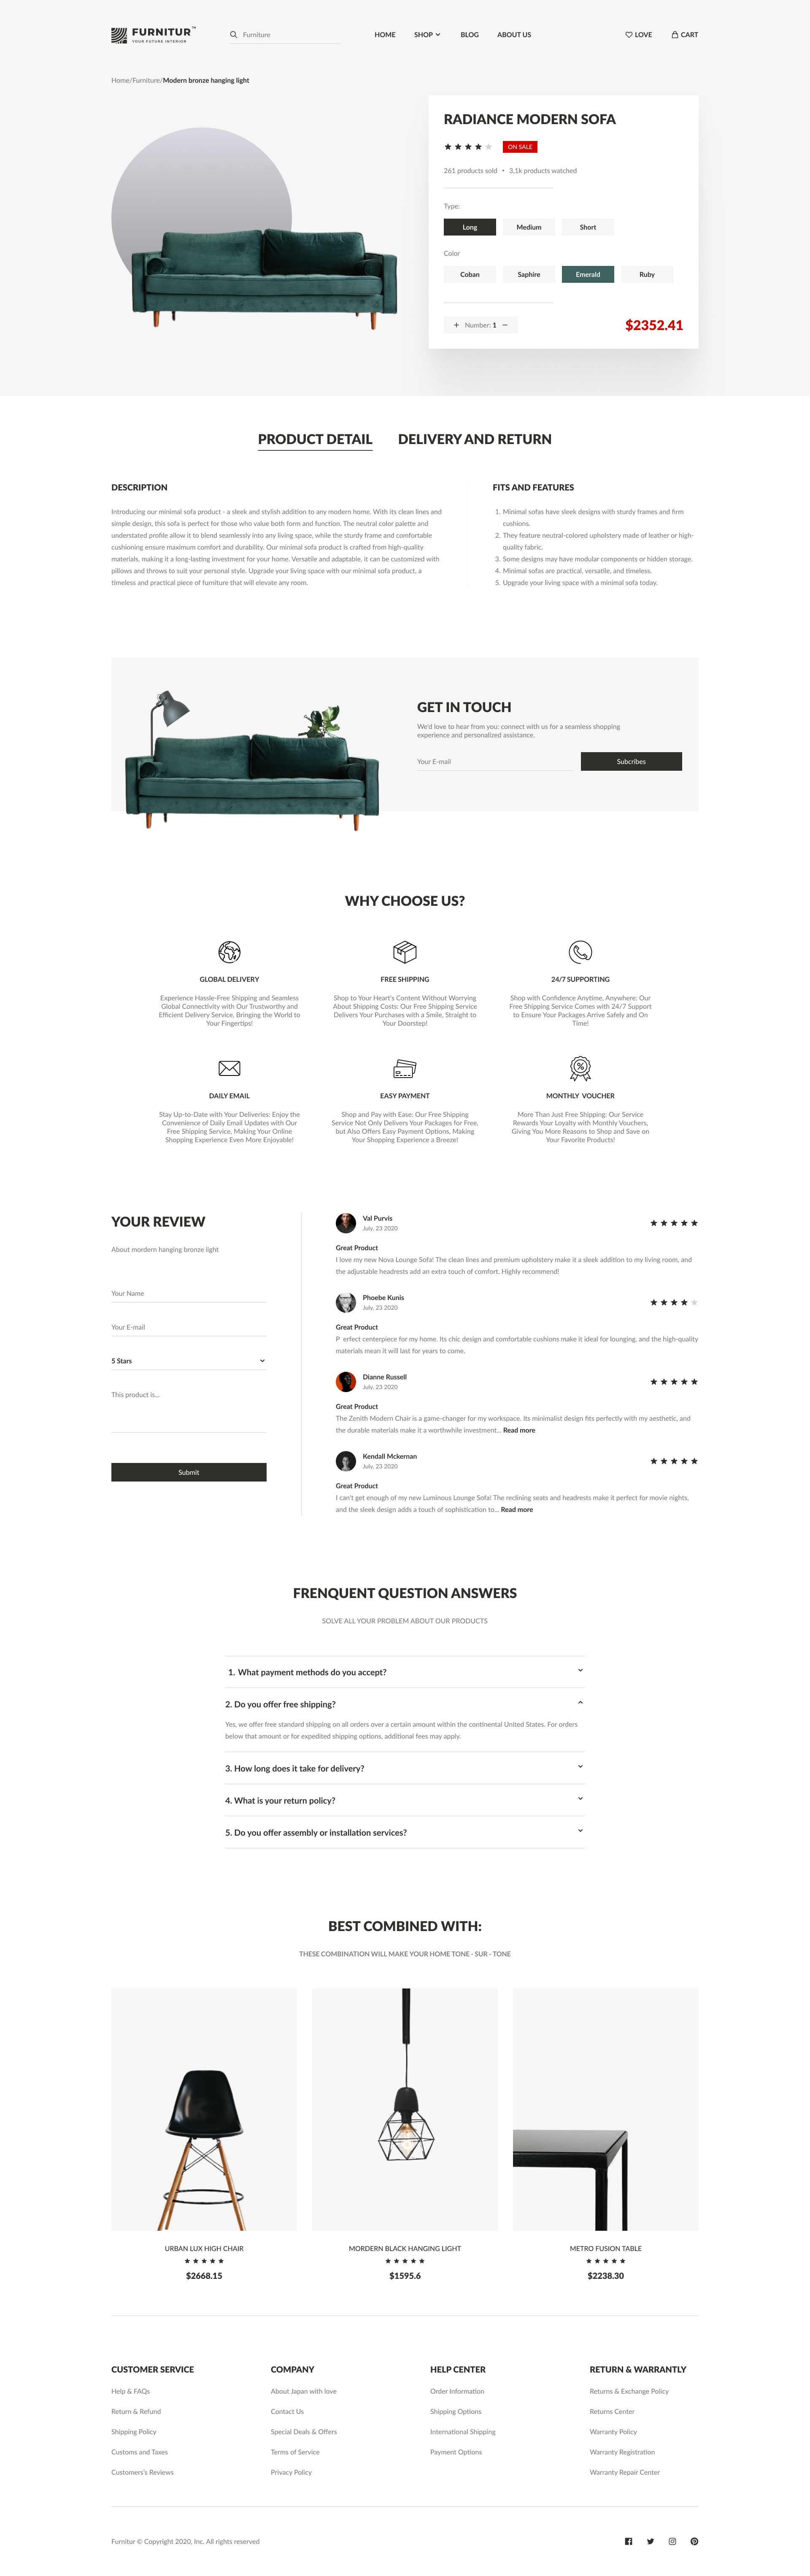 FURNITUR™
YOUR FUTURE INTERIOR
Furniture
HOME
SHOP
BLOG
ABOUT US
LOVE
CART
Home/Furniture/Modern bronze hanging light
RADIANCE MODERN SOFA
ON SALE
261 products sold • 3,1k products watched
Type:
Long
Medium
Short
Color
Coban
Saphire
Emerald
Ruby
+ Number: 1 −
$2352.41
PRODUCT DETAIL
DELIVERY AND RETURN
DESCRIPTION
Introducing our minimal sofa product - a sleek and stylish addition to any modern home. With its clean lines and
simple design, this sofa is perfect for those who value both form and function. The neutral color palette and
understated profile allow it to blend seamlessly into any living space, while the sturdy frame and comfortable
cushioning ensure maximum comfort and durability. Our minimal sofa product is crafted from high-quality
materials, making it a long-lasting investment for your home. Versatile and adaptable, it can be customized with
pillows and throws to suit your personal style. Upgrade your living space with our minimal sofa product, a
timeless and practical piece of furniture that will elevate any room.
FITS AND FEATURES
1. Minimal sofas have sleek designs with sturdy frames and firm
cushions.
2. They feature neutral-colored upholstery made of leather or high-
quality fabric.
3. Some designs may have modular components or hidden storage.
4. Minimal sofas are practical, versatile, and timeless.
5. Upgrade your living space with a minimal sofa today.
GET IN TOUCH
We'd love to hear from you: connect with us for a seamless shopping
experience and personalized assistance.
Your E-mail
Subcribes
WHY CHOOSE US?
GLOBAL DELIVERY
Experience Hassle-Free Shipping and Seamless
Global Connectivity with Our Trustworthy and
Efficient Delivery Service, Bringing the World to
Your Fingertips!
FREE SHIPPING
Shop to Your Heart's Content Without Worrying
About Shipping Costs: Our Free Shipping Service
Delivers Your Purchases with a Smile, Straight to
Your Doorstep!
24/7 SUPPORTING
Shop with Confidence Anytime, Anywhere: Our
Free Shipping Service Comes with 24/7 Support
to Ensure Your Packages Arrive Safely and On
Time!
DAILY EMAIL
Stay Up-to-Date with Your Deliveries: Enjoy the
Convenience of Daily Email Updates with Our
Free Shipping Service, Making Your Online
Shopping Experience Even More Enjoyable!
EASY PAYMENT
Shop and Pay with Ease: Our Free Shipping
Service Not Only Delivers Your Packages for Free,
but Also Offers Easy Payment Options, Making
Your Shopping Experience a Breeze!
MONTHLY VOUCHER
More Than Just Free Shipping: Our Service
Rewards Your Loyalty with Monthly Vouchers,
Giving You More Reasons to Shop and Save on
Your Favorite Products!
YOUR REVIEW
About mordern hanging bronze light
Your Name
Your E-mail
5 Stars
This product is...
Submit
Val Purvis
July, 23 2020
Great Product
I love my new Nova Lounge Sofa! The clean lines and premium upholstery make it a sleek addition to my living room, and
the adjustable headrests add an extra touch of comfort. Highly recommend!
Phoebe Kunis
July, 23 2020
Great Product
P erfect centerpiece for my home. Its chic design and comfortable cushions make it ideal for lounging, and the high-quality
materials mean it will last for years to come.
Dianne Russell
July, 23 2020
Great Product
The Zenith Modern Chair is a game-changer for my workspace. Its minimalist design fits perfectly with my aesthetic, and
the durable materials make it a worthwhile investment... Read more
Kendall Mckernan
July, 23 2020
Great Product
I can't get enough of my new Luminous Lounge Sofa! The reclining seats and headrests make it perfect for movie nights,
and the sleek design adds a touch of sophistication to... Read more
FRENQUENT QUESTION ANSWERS
SOLVE ALL YOUR PROBLEM ABOUT OUR PRODUCTS
1. What payment methods do you accept?
2. Do you offer free shipping?
Yes, we offer free standard shipping on all orders over a certain amount within the continental United States. For orders
below that amount or for expedited shipping options, additional fees may apply.
3. How long does it take for delivery?
4. What is your return policy?
5. Do you offer assembly or installation services?
BEST COMBINED WITH:
THESE COMBINATION WILL MAKE YOUR HOME TONE - SUR - TONE
URBAN LUX HIGH CHAIR
$2668.15
MORDERN BLACK HANGING LIGHT
$1595.6
METRO FUSION TABLE
$2238.30
CUSTOMER SERVICE
Help & FAQs
Return & Refund
Shipping Policy
Customs and Taxes
Customers's Reviews
COMPANY
About Japan with love
Contact Us
Special Deals & Offers
Terms of Service
Privacy Policy
HELP CENTER
Order Information
Shipping Options
International Shipping
Payment Options
RETURN & WARRANTLY
Returns & Exchange Policy
Returns Center
Warranty Policy
Warranty Registration
Warranty Repair Center
Furnitur © Copyright 2020, Inc. All rights reserved